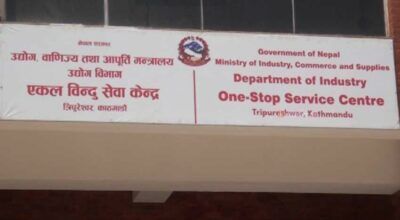 नेपाल सरकार
उद्योग, वाणिज्य तथा आपूर्ति मन्त्रालय
उद्योग विभाग
एकल विन्दु सेवा केन्द्र
त्रिपुरेश्वर, काठमाडौं
Government of Nepal
Ministry of Industry, Commerce and Supplies
Department of Industry
One-Stop Service Centre
Tripureshwar, Kathmandu